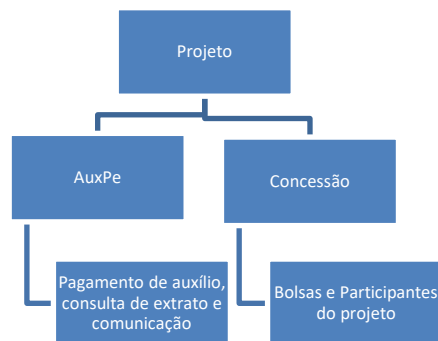 Projeto
AuxPe
Concessão
Pagamento de auxílio,
consulta de extrato e
comunicação
Bolsas e Participantes
do projeto